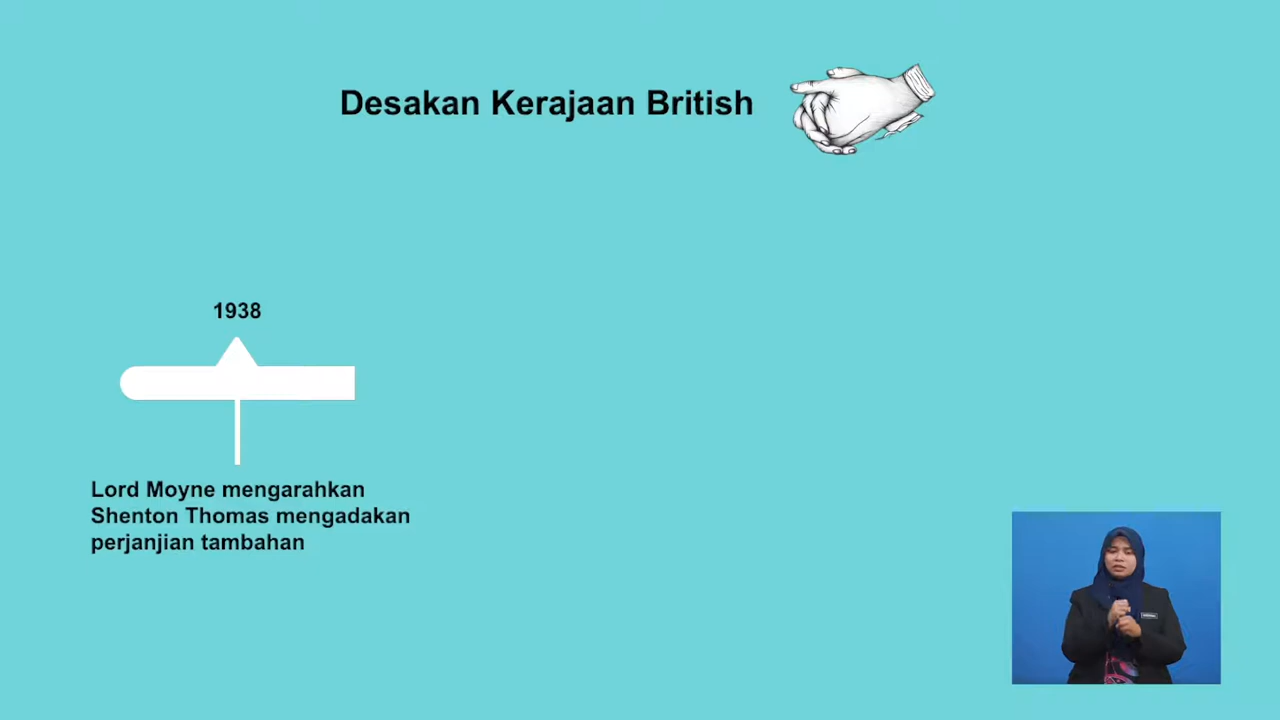 Desakan Kerajaan British
1938
Lord Moyne mengarahkan
Shenton Thomas mengadakan
perjanjian tambahan